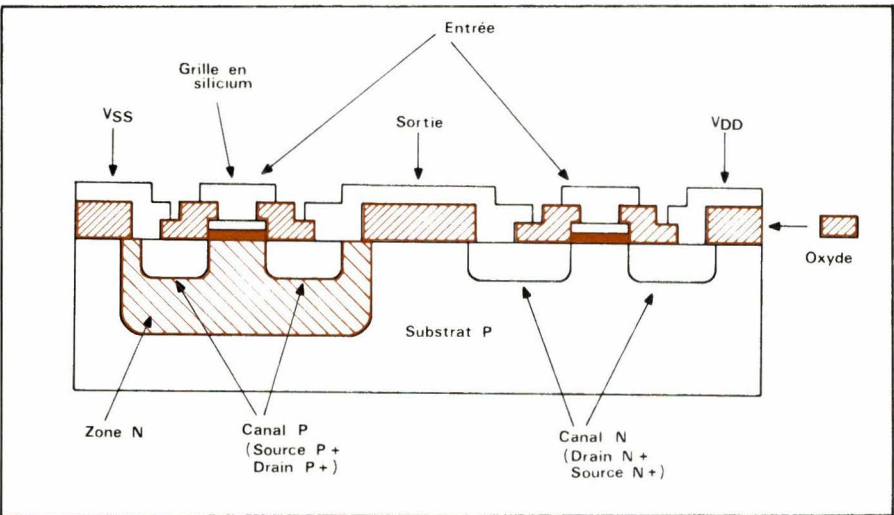 Entrée
Grille en
silicium
VSS
Sortie
VDD
Oxyde
Substrat P
Zone N
Canal P
(Source P+
Drain P+)
Canal N
(Drain N+
Source N+)